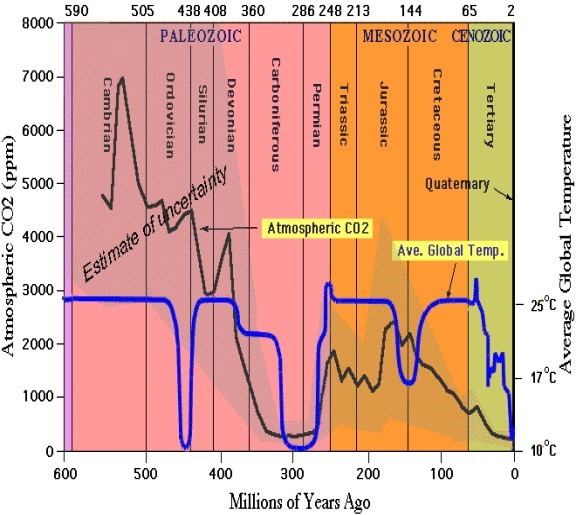 590 505 438 408 360 286 248 213 144 65 2
PALEOZOIC MESOZOIC CENOZOIC
8000
7000
6000
5000
4000
3000
2000
1000
0
Atmospheric CO2 (ppm)
Cambrian
Ordovician
Silurian
Devonian
Carboniferous
Permian
Triassic
Jurassic
Cretaceous
Tertiary
Quaternary
Estimate of uncertainty
Atmospheric CO2
Ave. Global Temp.
25°C
17°C
10°C
Average Global Temperature
600 500 400 300 200 100 0
Millions of Years Ago